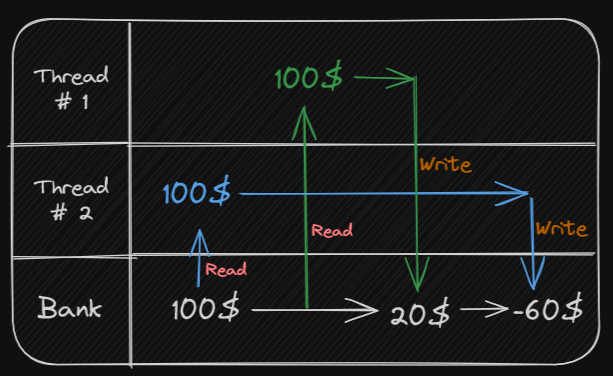 Thread
# 1
100$
Write
Thread
# 2
100$
Read
Write
Read
Bank
100$
20$
-60$